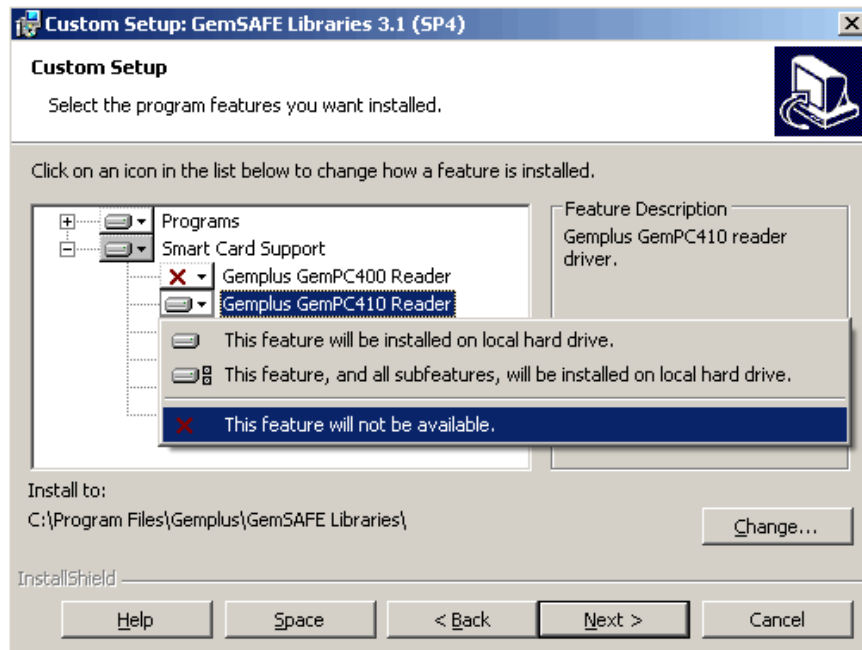 Custom Setup: GemSAFE Libraries 3.1 (SP4)
Custom Setup
Select the program features you want installed.
Click on an icon in the list below to change how a feature is installed.
Programs
Smart Card Support
Gemplus GemPC400 Reader
Gemplus GemPC410 Reader
This feature will be installed on local hard drive.
This feature, and all subfeatures, will be installed on local hard drive.
This feature will not be available.
Feature Description
Gemplus GemPC410 reader
driver.
Install to:
C:\Program Files\Gemplus\GemSAFE Libraries\
Change...
InstallShield
Help
Space
< Back
Next >
Cancel